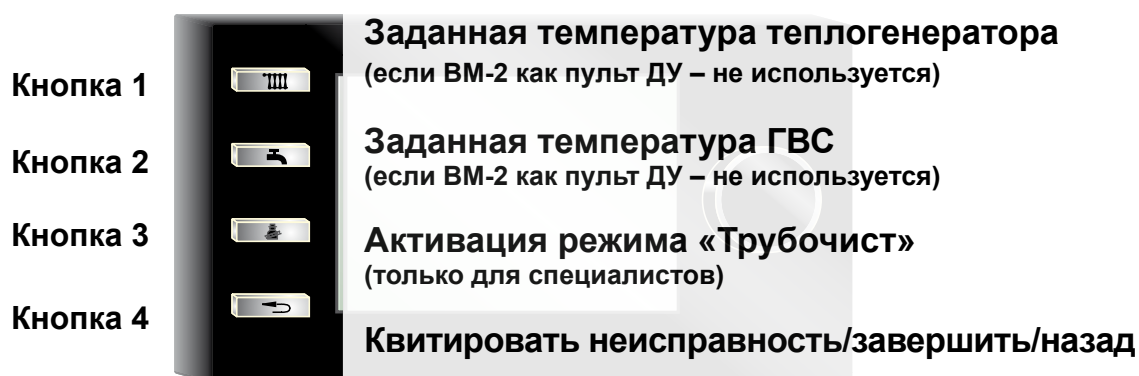 Кнопка 1
Заданная температура теплогенератора
(если BM-2 как пульт ДУ – не используется)
Кнопка 2
Заданная температура ГВС
(если BM-2 как пульт ДУ – не используется)
Кнопка 3
Активация режима «Трубочист»
(только для специалистов)
Кнопка 4
Квитировать неисправность/завершить/назад